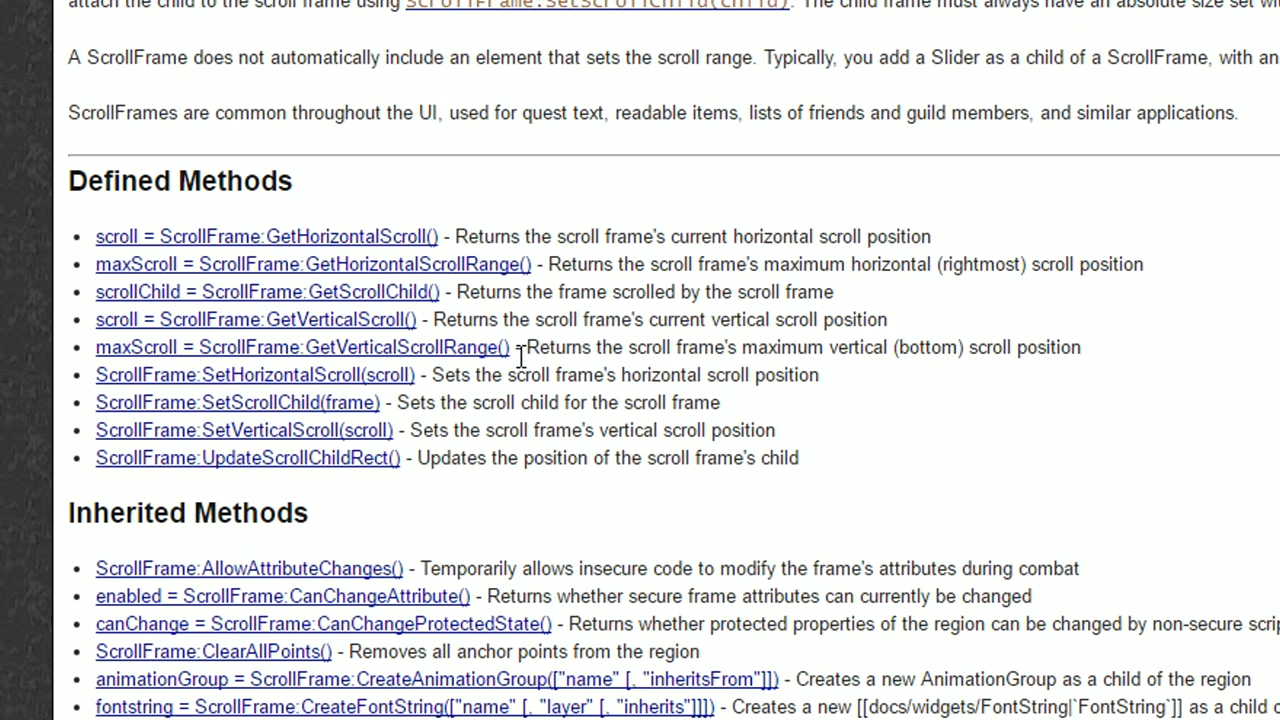 attach the child to the scroll frame using ScrollFrame:SetScrollChild(child). The child frame must always have an absolute size set wi
A ScrollFrame does not automatically include an element that sets the scroll range. Typically, you add a Slider as a child of a ScrollFrame, with an
ScrollFrames are common throughout the UI, used for quest text, readable items, lists of friends and guild members, and similar applications.
Defined Methods
• scroll = ScrollFrame:GetHorizontalScroll() - Returns the scroll frame's current horizontal scroll position
• maxScroll = ScrollFrame:GetHorizontalScrollRange() - Returns the scroll frame's maximum horizontal (rightmost) scroll position
• scrollChild = ScrollFrame:GetScrollChild() - Returns the frame scrolled by the scroll frame
• scroll = ScrollFrame:GetVerticalScroll() - Returns the scroll frame's current vertical scroll position
• maxScroll = ScrollFrame:GetVerticalScrollRange() - Returns the scroll frame's maximum vertical (bottom) scroll position
• ScrollFrame:SetHorizontalScroll(scroll) - Sets the scroll frame's horizontal scroll position
• ScrollFrame:SetScrollChild(frame) - Sets the scroll child for the scroll frame
• ScrollFrame:SetVerticalScroll(scroll) - Sets the scroll frame's vertical scroll position
• ScrollFrame:UpdateScrollChildRect() - Updates the position of the scroll frame's child
Inherited Methods
• ScrollFrame:AllowAttributeChanges() - Temporarily allows insecure code to modify the frame's attributes during combat
• enabled = ScrollFrame:CanChangeAttribute() - Returns whether secure frame attributes can currently be changed
• canChange = ScrollFrame:CanChangeProtectedState() - Returns whether protected properties of the region can be changed by non-secure scrip
• ScrollFrame:ClearAllPoints() - Removes all anchor points from the region
• animationGroup = ScrollFrame:CreateAnimationGroup(["name" [, "inheritsFrom"]]) - Creates a new AnimationGroup as a child of the region
• fontstring = ScrollFrame:CreateFontString(["name" [, "layer" [, "inherits"]]]) - Creates a new [[docs/widgets/FontString|`FontString`]] as a child o